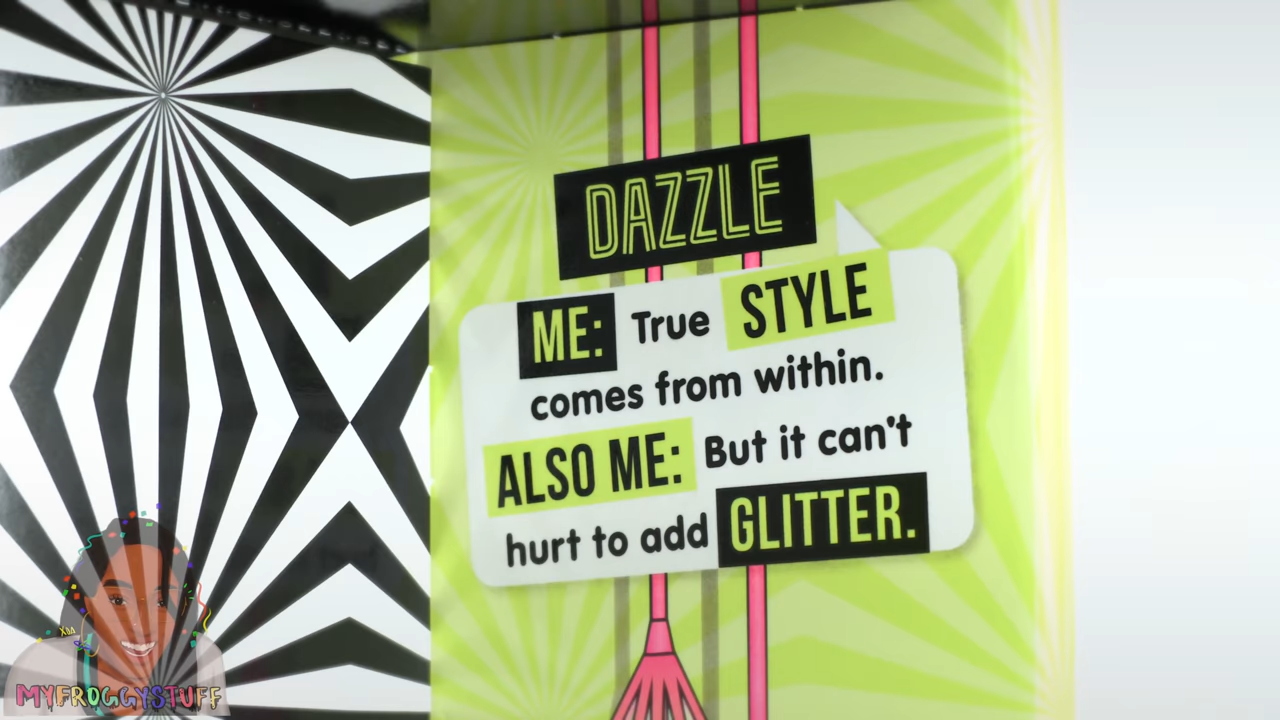 DAZZLE
ME: True STYLE
comes from within.
ALSO ME: But it can't
hurt to add GLITTER.
MYFROGGYSTUFF